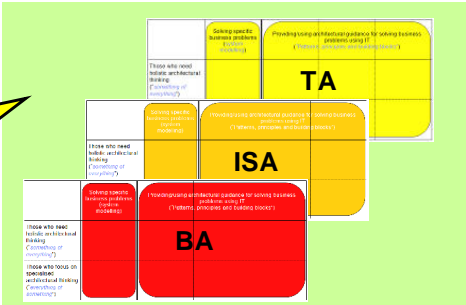 Solving specific
business problems
(system
modelling)
Providing/using architectural guidance for solving business
problems using IT
("Patterns, principles and building blocks")
Those who need
holistic architectural
thinking
("something of
everything")
TA
Solving specific
business problems
(system
modelling)
Providing/using architectural guidance for solving business
problems using IT
("Patterns, principles and building blocks")
Those who need
holistic architectural
thinking
("something of
everything")
ISA
Solving specific
business problems
(system
modelling)
Providing/using architectural guidance for solving business
problems using IT
("Patterns, principles and building blocks")
Those who need
holistic architectural
thinking
("something of
everything")
BA
Those who focus on
specialised
architectural thinking
("everything of
something")